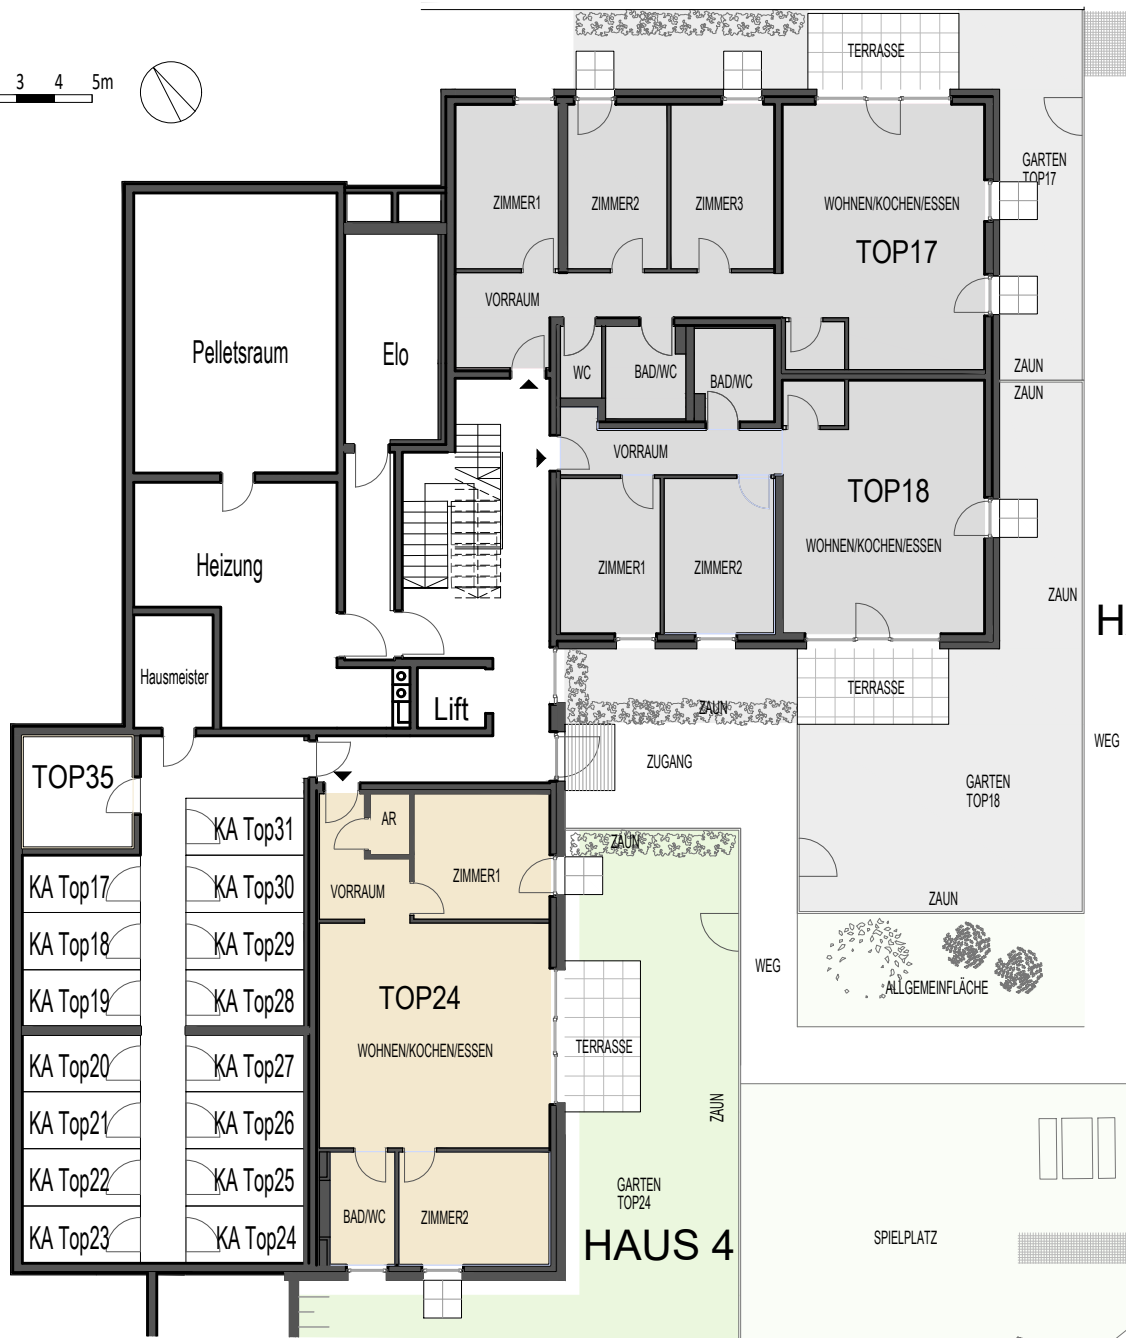 3 4 5m
TERRASSE
GARTEN
TOP17
ZIMMER1
ZIMMER2
ZIMMER3
WOHNEN/KOCHEN/ESSEN
TOP17
VORRAUM
Pelletsraum
Elo
WC
BAD/WC
BAD/WC
ZAUN
ZAUN
VORRAUM
TOP18
WOHNEN/KOCHEN/ESSEN
ZIMMER1
ZIMMER2
Heizung
ZAUN
H
Hausmeister
Lift
TERRASSE
ZAUN
WEG
ZUGANG
GARTEN
TOP18
TOP35
AR
KA Top31
ZAUN
KA Top17
KA Top30
VORRAUM
ZIMMER1
ZAUN
KA Top18
KA Top29
WEG
ALLGEMEINFLÄCHE
KA Top19
KA Top28
TOP24
WOHNEN/KOCHEN/ESSEN
TERRASSE
KA Top20
KA Top27
ZAUN
KA Top21
KA Top26
KA Top22
KA Top25
GARTEN
TOP24
BAD/WC
ZIMMER2
KA Top23
KA Top24
HAUS 4
SPIELPLATZ